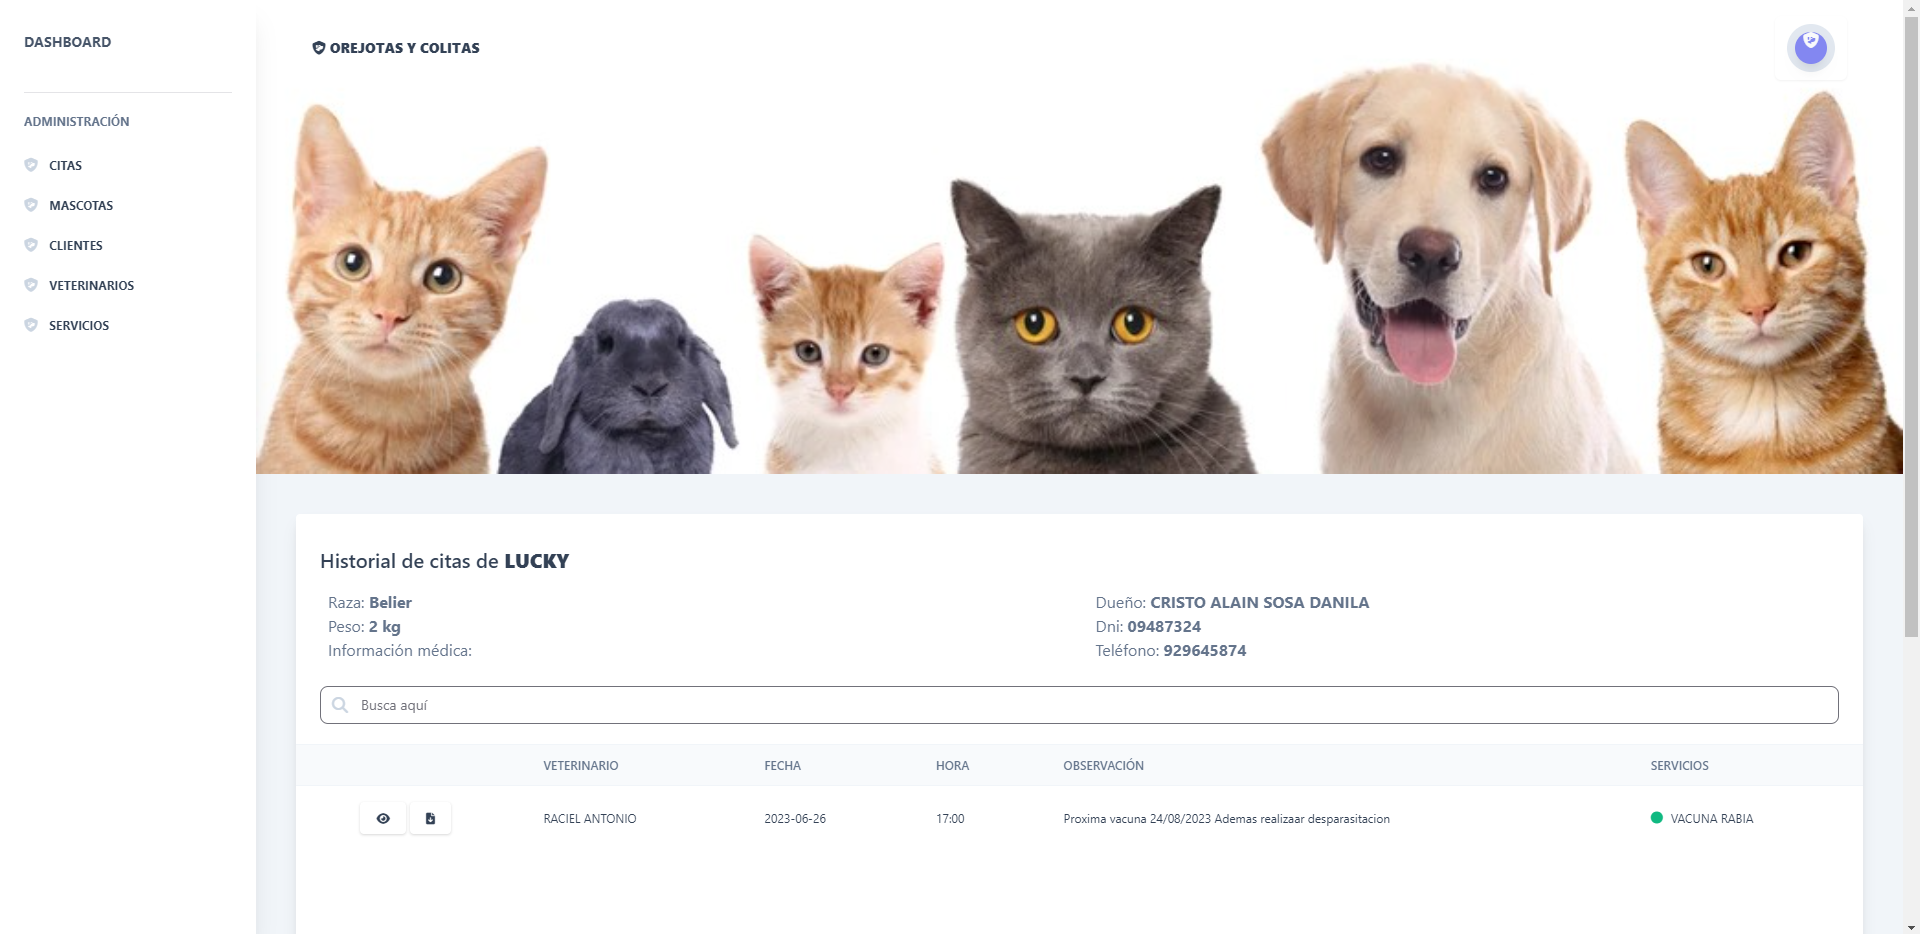 DASHBOARD
OREJOTAS Y COLITAS
ADMINISTRACIÓN
CITAS
MASCOTAS
CLIENTES
VETERINARIOS
SERVICIOS
Historial de citas de LUCKY
Raza: Belier
Peso: 2 kg
Información médica:
Dueño: CRISTO ALAIN SOSA DANILA
Dni: 09487324
Teléfono: 929645874
Busca aquí
VETERINARIO FECHA HORA OBSERVACIÓN SERVICIOS
RACIEL ANTONIO 2023-06-26 17:00 Proxima vacuna 24/08/2023 Ademas realizaar desparasitacion VACUNA RABIA